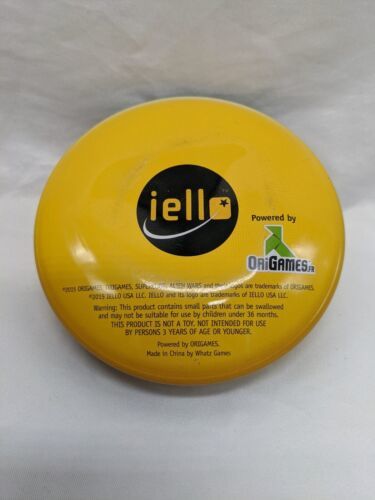 iello
Powered by
ORIGAMES.FR
©2015 ORIGAMES. ORIGAMES, SUPERSHOW, ALIEN WARS and their logos are trademarks of ORIGAMES.
©2015 IELLO USA LLC. IELLO and its logo are trademarks of IELLO USA LLC.
Warning: This product contains small parts that can be swallowed
and may not be suitable for use by children under 36 months.
THIS PRODUCT IS NOT A TOY. NOT INTENDED FOR USE
BY PERSONS 3 YEARS OF AGE OR YOUNGER.
Powered by ORIGAMES.
Made in China by Whatz Games